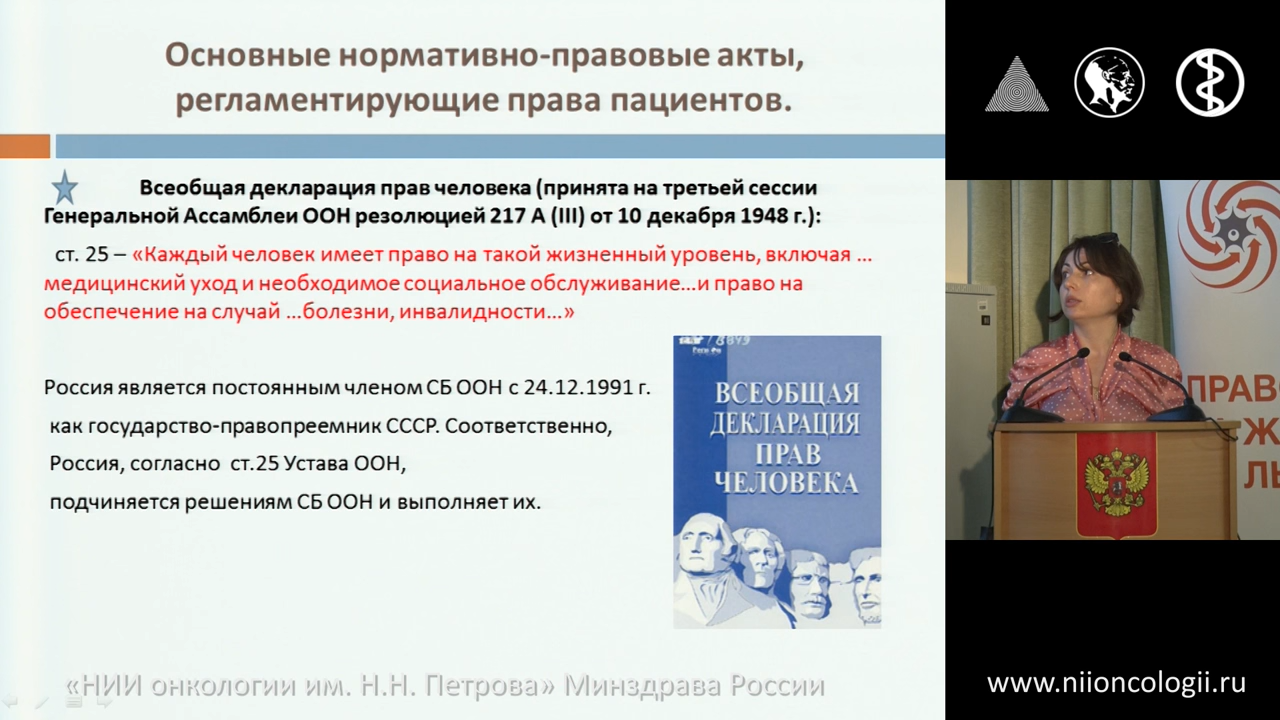 Основные нормативно-правовые акты,
регламентирующие права пациентов.
Всеобщая декларация прав человека (принята на третьей сессии
Генеральной Ассамблеи ООН резолюцией 217 А (III) от 10 декабря 1948 г.):
ст. 25 – «Каждый человек имеет право на такой жизненный уровень, включая ...
медицинский уход и необходимое социальное обслуживание...и право на
обеспечение на случай ...болезни, инвалидности...»
Россия является постоянным членом СБ ООН с 24.12.1991 г.
как государство-правопреемник СССР. Соответственно,
Россия, согласно ст.25 Устава ООН,
подчиняется решениям СБ ООН и выполняет их.
ВСЕОБЩАЯ
ДЕКЛАРАЦИЯ
ПРАВ
ЧЕЛОВЕКА
«НИИ онкологии им. Н.Н. Петрова» Минздрава России
ПРАВ
Ж
ЛЬ
www.niioncologii.ru